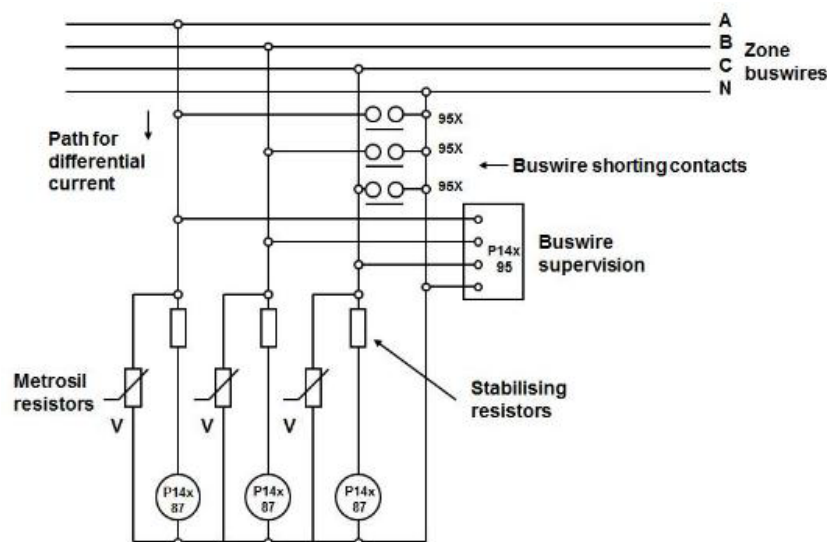 A
B
C
N
Zone
buswires
95X
95X
95X
Path for
differential
current
Buswire shorting contacts
P14x
95
Buswire
supervision
Metrosil
resistors
V
V
V
Stabilising
resistors
P14x
87
P14x
87
P14x
87